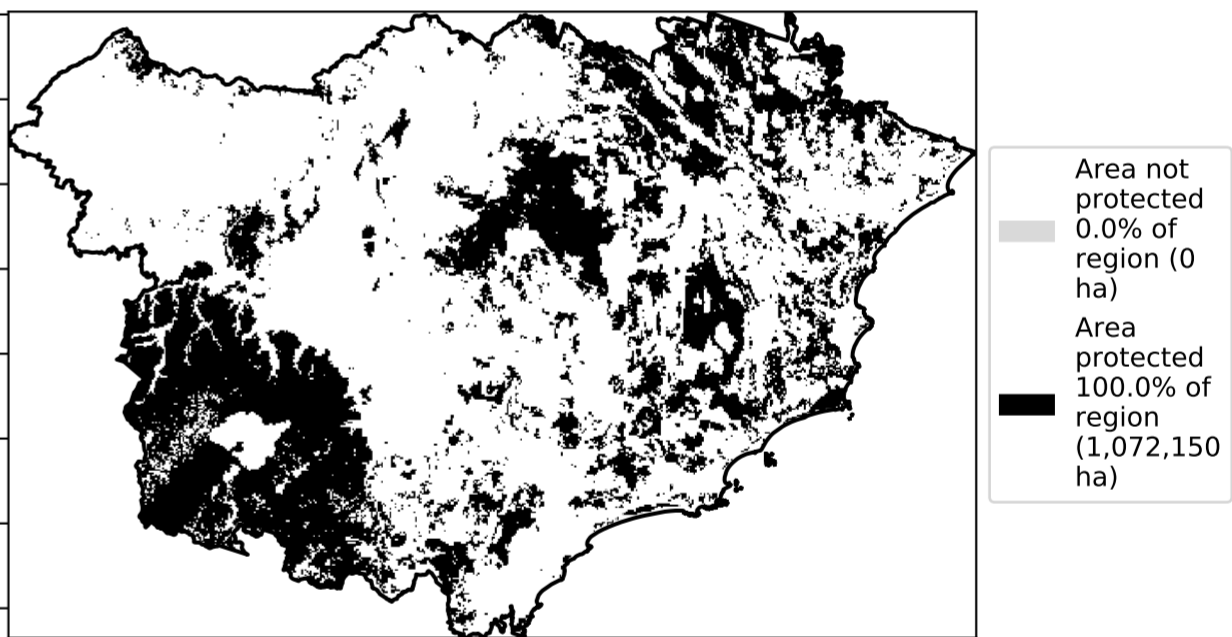 Area not
protected
0.0% of
region (0
ha)
Area
protected
100.0% of
region
(1,072,150
ha)